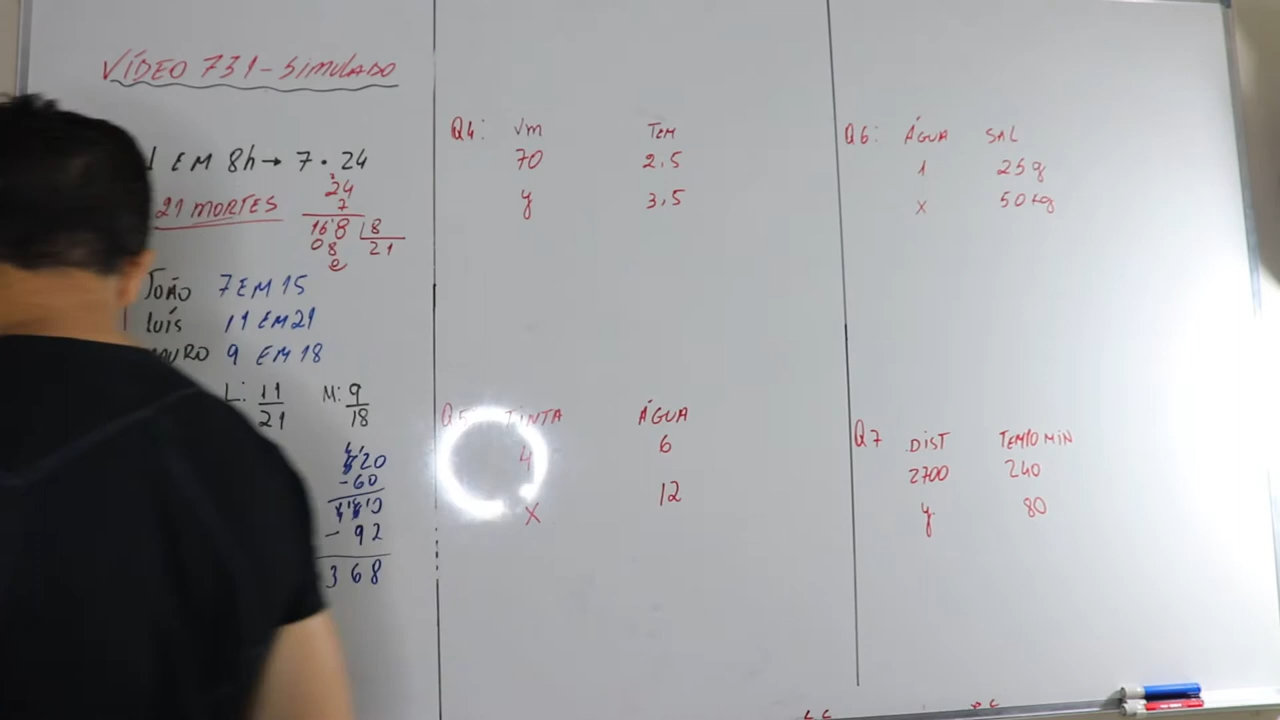 VÍDEO 731 - SIMULADO
EM 8h → 7 · 24
21 MORTES
24
7
168 8
08 21
JOÃO 7 EM 15
LUÍS 11 EM 21
9 EM 18
L: 11/21 M: 9/18
520
- 60
- 92
368
Q4: Vm TEM
70 2,5
y 3,5
Q5 TINTA ÁGUA
4 6
x 12
Q6: ÁGUA SAL
1 25g
x 50kg
Q7 DIST TEMPO MIN
2700 240
y 80